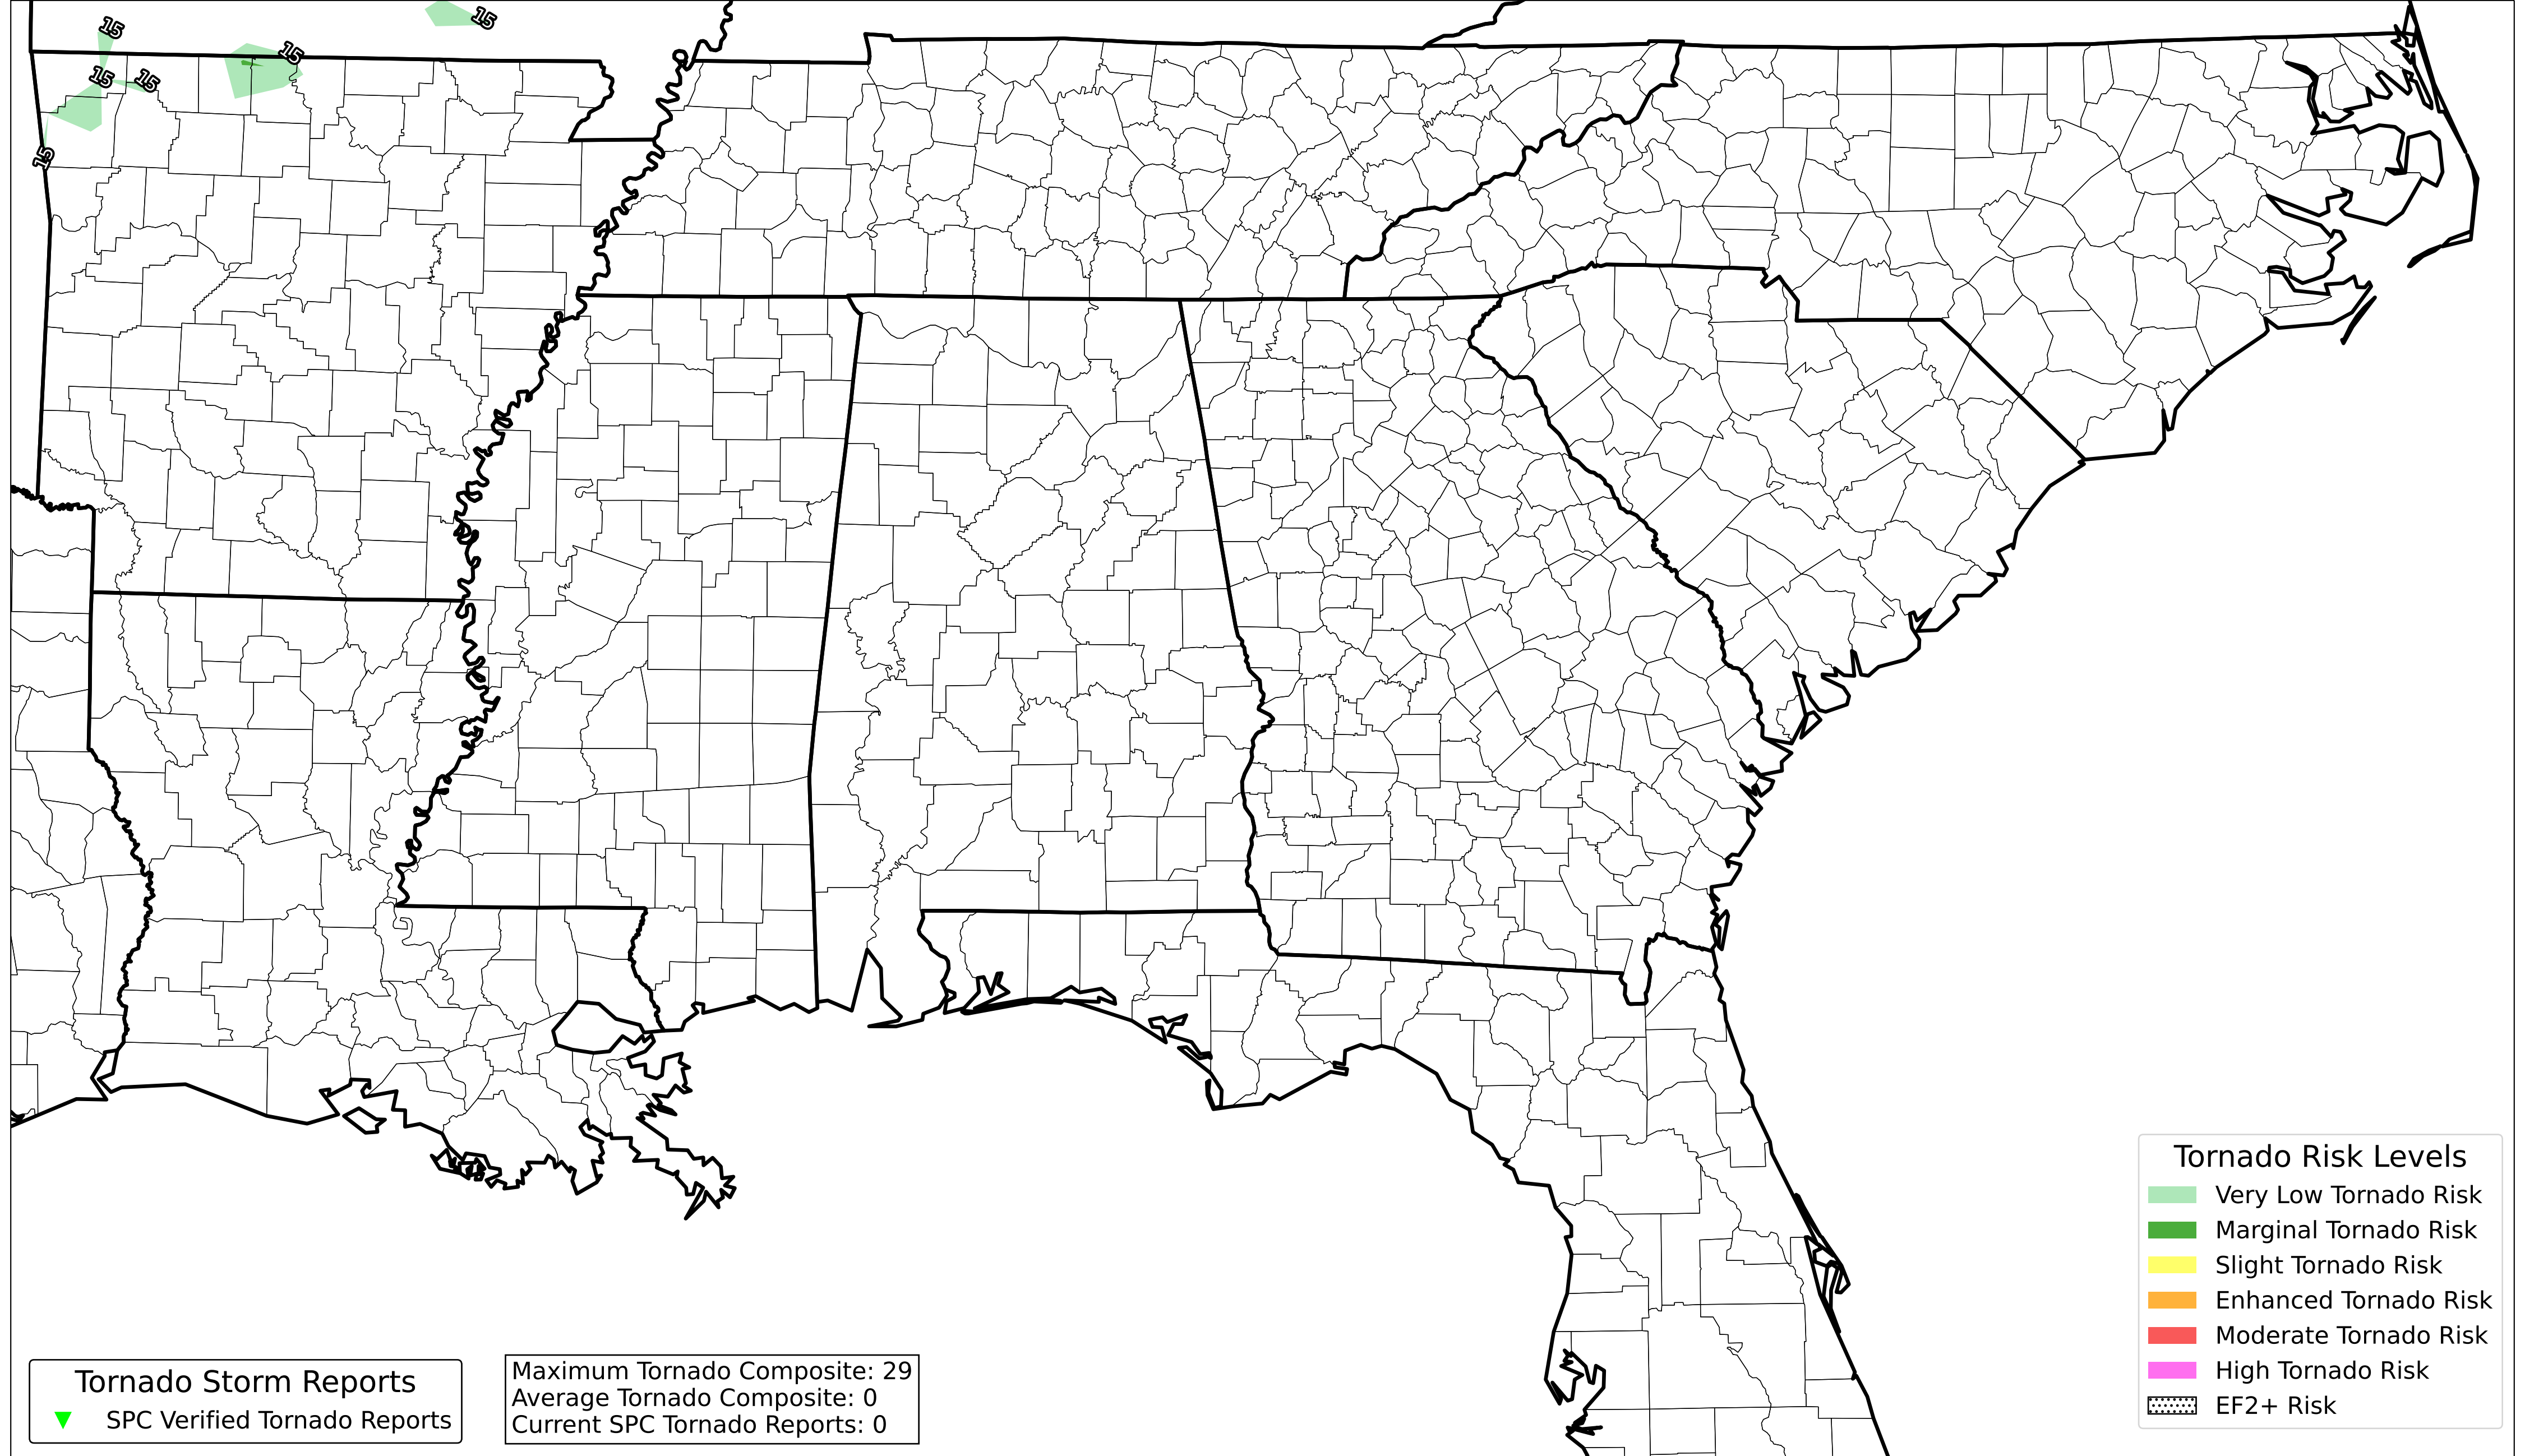 15
15
15
15
15
15
Tornado Storm Reports
SPC Verified Tornado Reports
Maximum Tornado Composite: 29
Average Tornado Composite: 0
Current SPC Tornado Reports: 0
Tornado Risk Levels
Very Low Tornado Risk
Marginal Tornado Risk
Slight Tornado Risk
Enhanced Tornado Risk
Moderate Tornado Risk
High Tornado Risk
EF2+ Risk